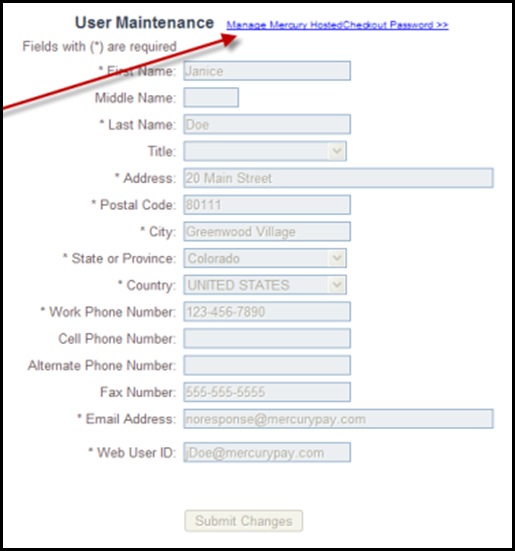 User Maintenance Manage Mercury HostedCheckout Password >>
Fields with (*) are required
* First Name: Janice
Middle Name:
* Last Name: Doe
Title:
* Address: 20 Main Street
* Postal Code: 80111
* City: Greenwood Village
* State or Province: Colorado
* Country: UNITED STATES
* Work Phone Number: 123-456-7890
Cell Phone Number:
Alternate Phone Number:
Fax Number: 555-555-5555
* Email Address: noresponse@mercurypay.com
* Web User ID: jDoe@mercurypay.com
Submit Changes